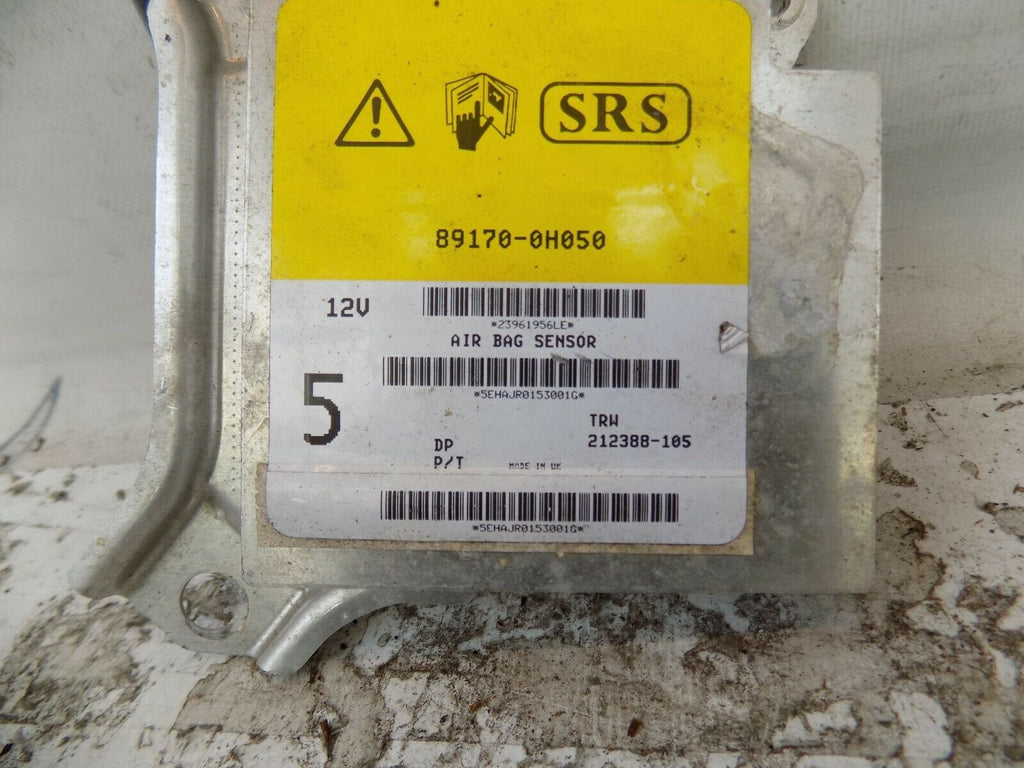 SRS
89170-0H050
12V
*23961956LE*
AIR BAG SENSOR
*5EHAJR0153001G*
5
TRW
DP 212388-105
P/T MADE IN UK
*5EHAJR0153001G*